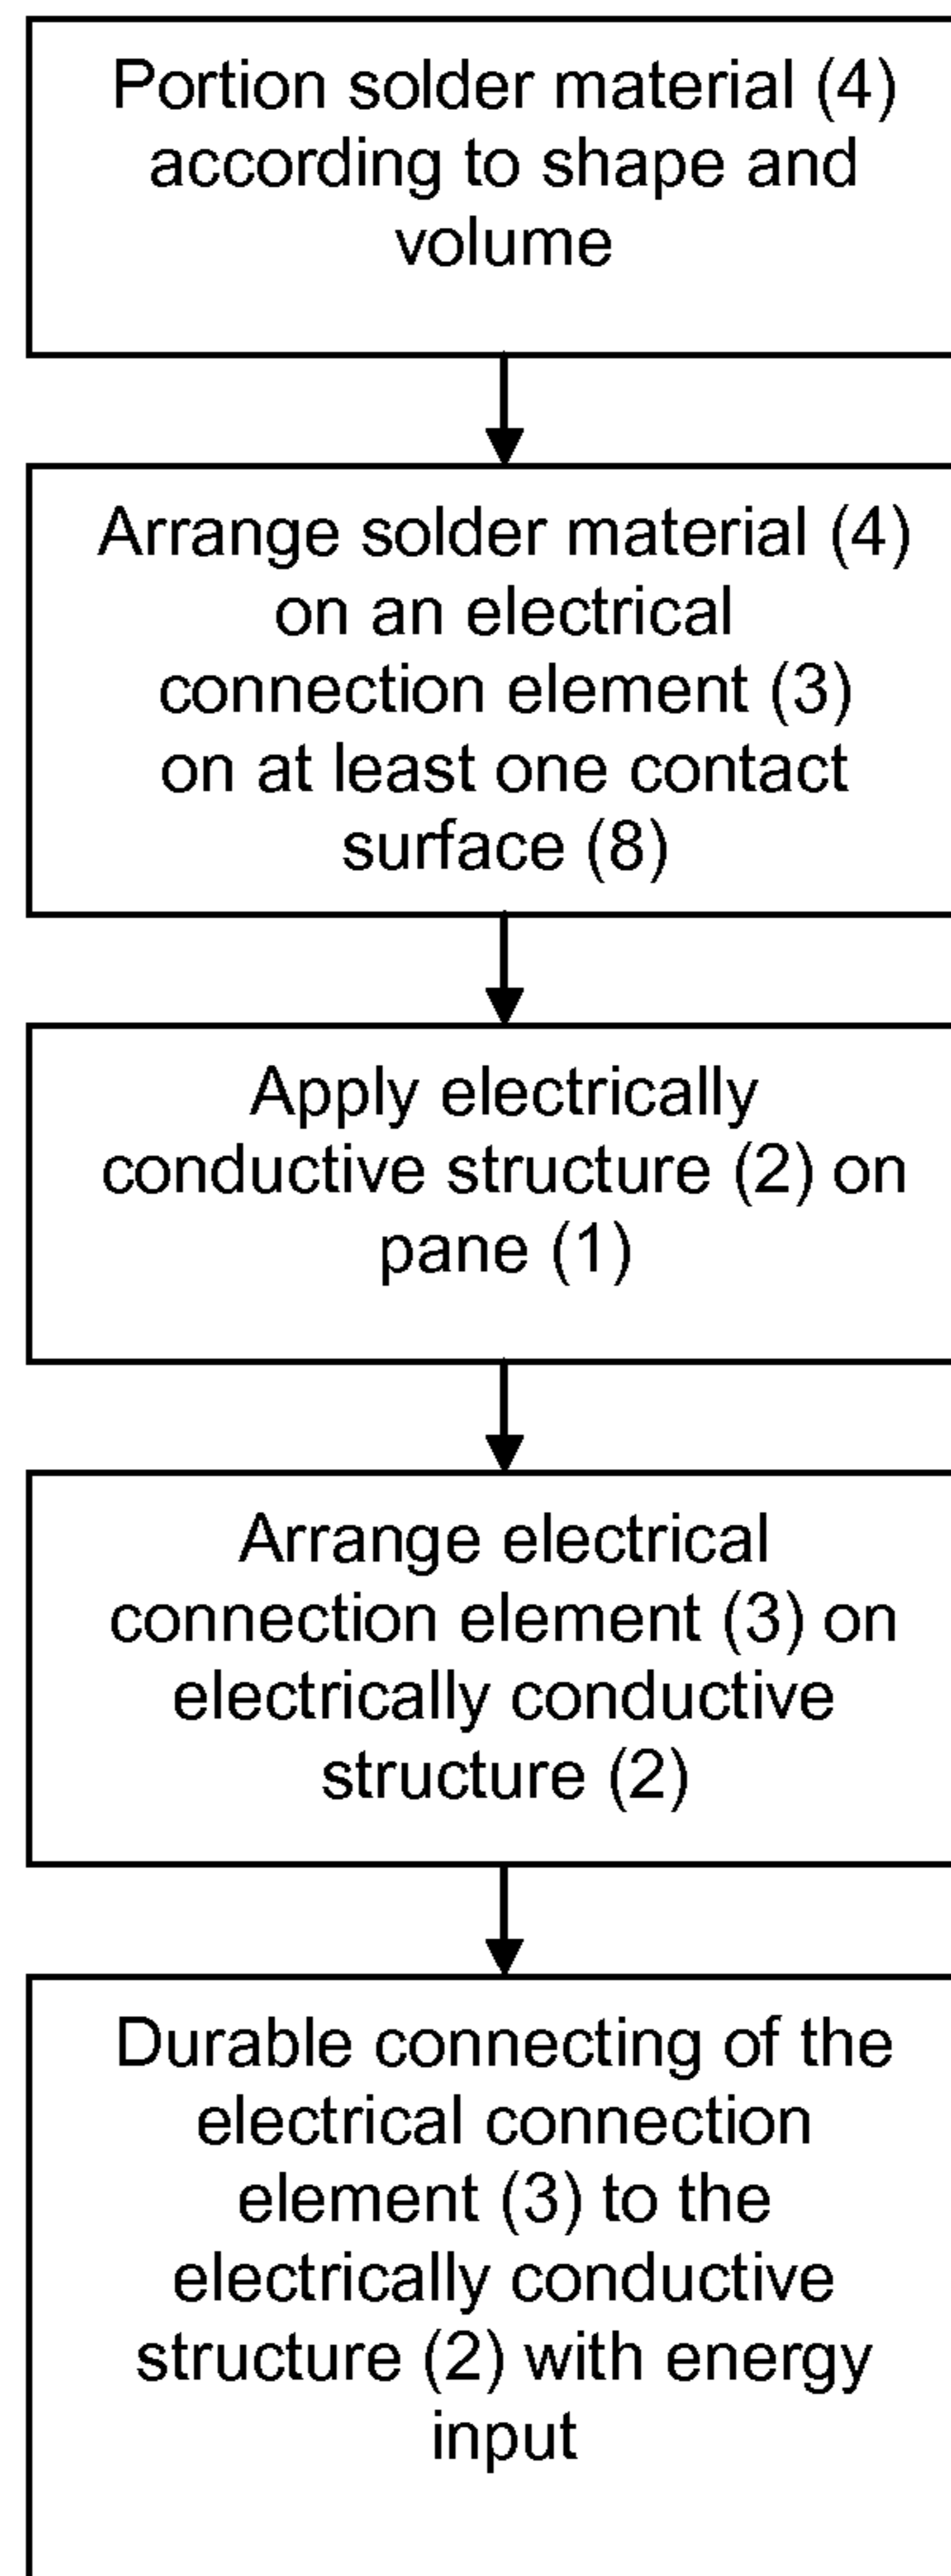 Portion solder material (4)
according to shape and
volume
Arrange solder material (4)
on an electrical
connection element (3)
on at least one contact
surface (8)
Apply electrically
conductive structure (2) on
pane (1)
Arrange electrical
connection element (3) on
electrically conductive
structure (2)
Durable connecting of the
electrical connection
element (3) to the
electrically conductive
structure (2) with energy
input